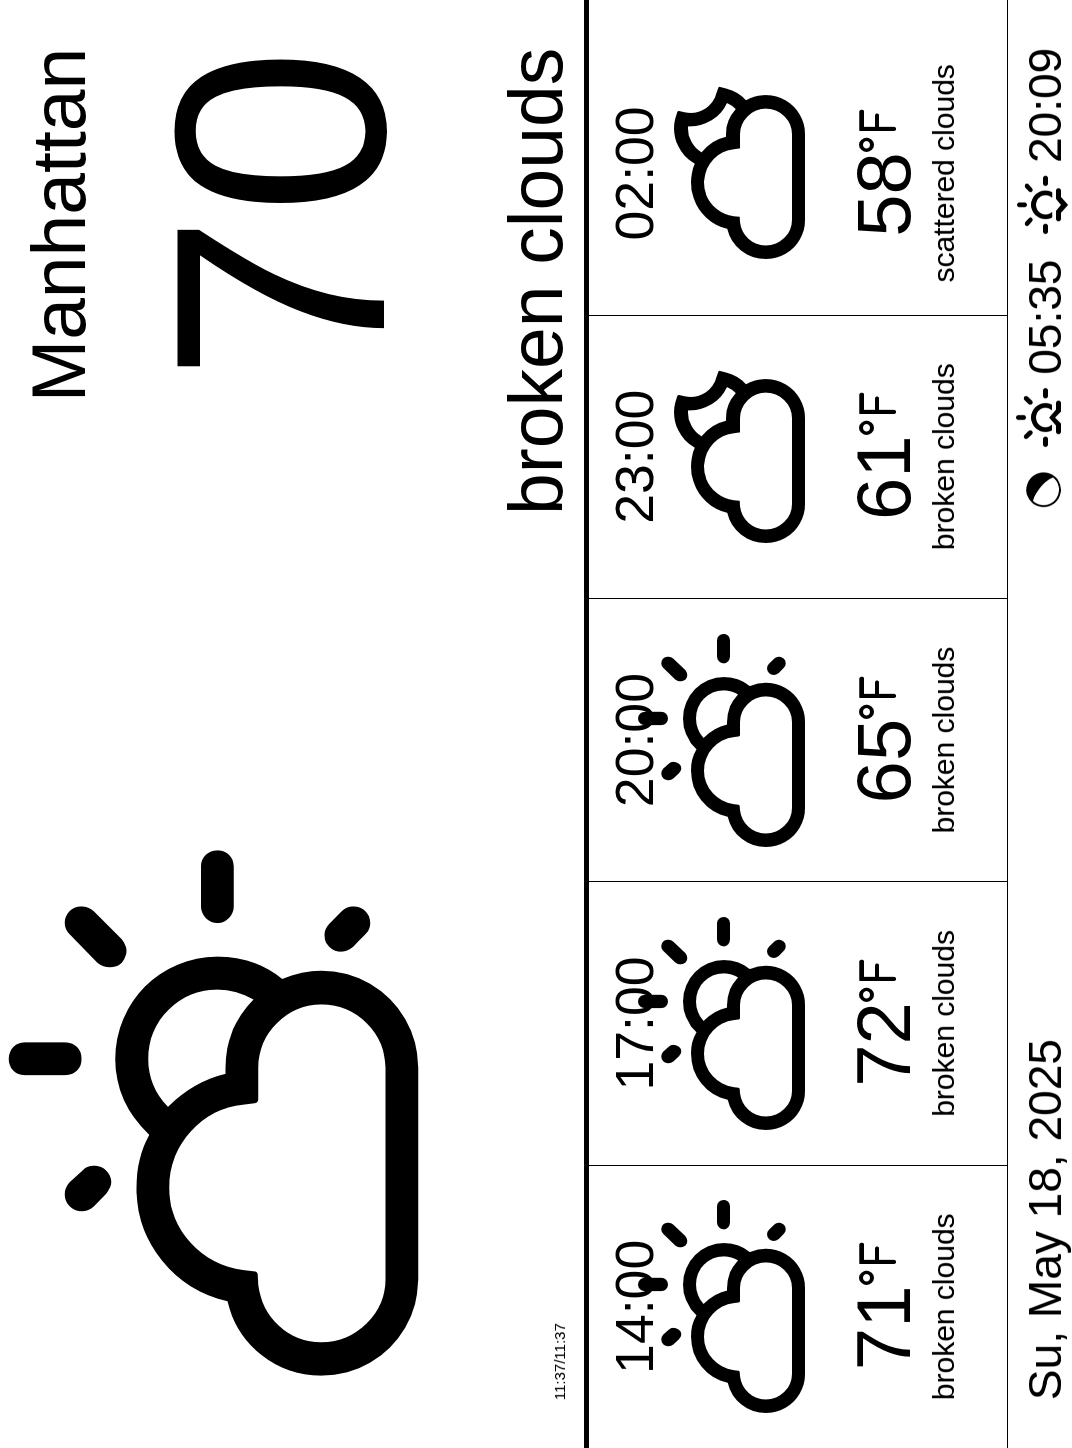 Manhattan
70
broken clouds
11:37/11:37
14:00
71°F
broken clouds
17:00
72°F
broken clouds
20:00
65°F
broken clouds
23:00
61°F
broken clouds
02:00
58°F
scattered clouds
Su, May 18, 2025
05:35
20:09